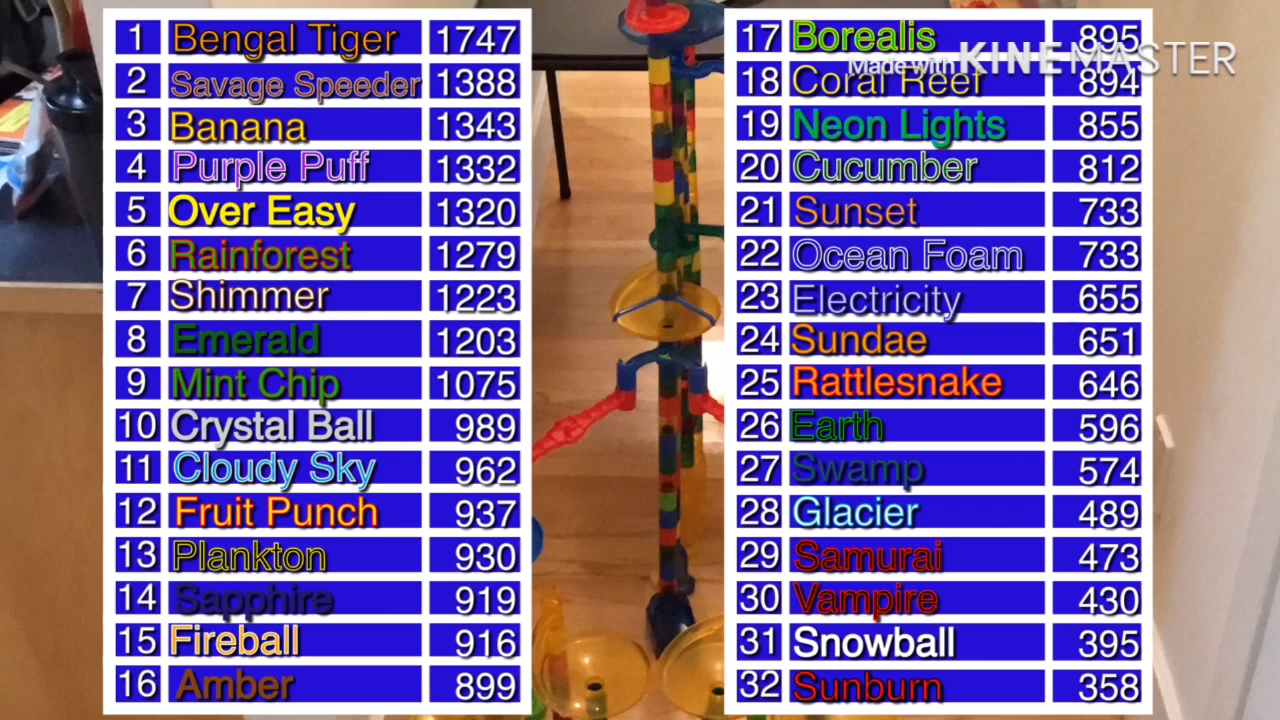 1 Bengal Tiger 1747
2 Savage Speeder 1388
3 Banana 1343
4 Purple Puff 1332
5 Over Easy 1320
6 Rainforest 1279
7 Shimmer 1223
8 Emerald 1203
9 Mint Chip 1075
10 Crystal Ball 989
11 Cloudy Sky 962
12 Fruit Punch 937
13 Plankton 930
14 Sapphire 919
15 Fireball 916
16 Amber 899
17 Borealis 895
Made with KINEMASTER
18 Coral Reef 894
19 Neon Lights 855
20 Cucumber 812
21 Sunset 733
22 Ocean Foam 733
23 Electricity 655
24 Sundae 651
25 Rattlesnake 646
26 Earth 596
27 Swamp 574
28 Glacier 489
29 Samurai 473
30 Vampire 430
31 Snowball 395
32 Sunburn 358